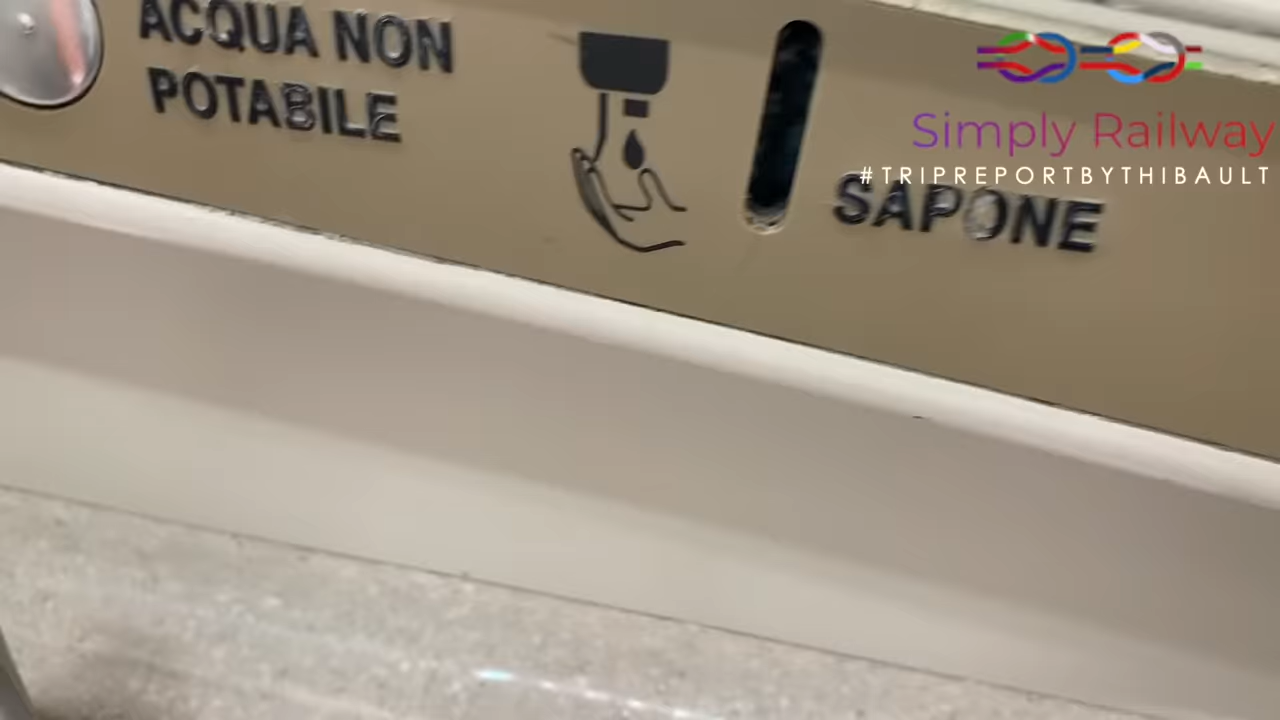 ACQUA NON
POTABILE
SAPONE
Simply Railway
#TRIPREPORTBYTHIBAULT